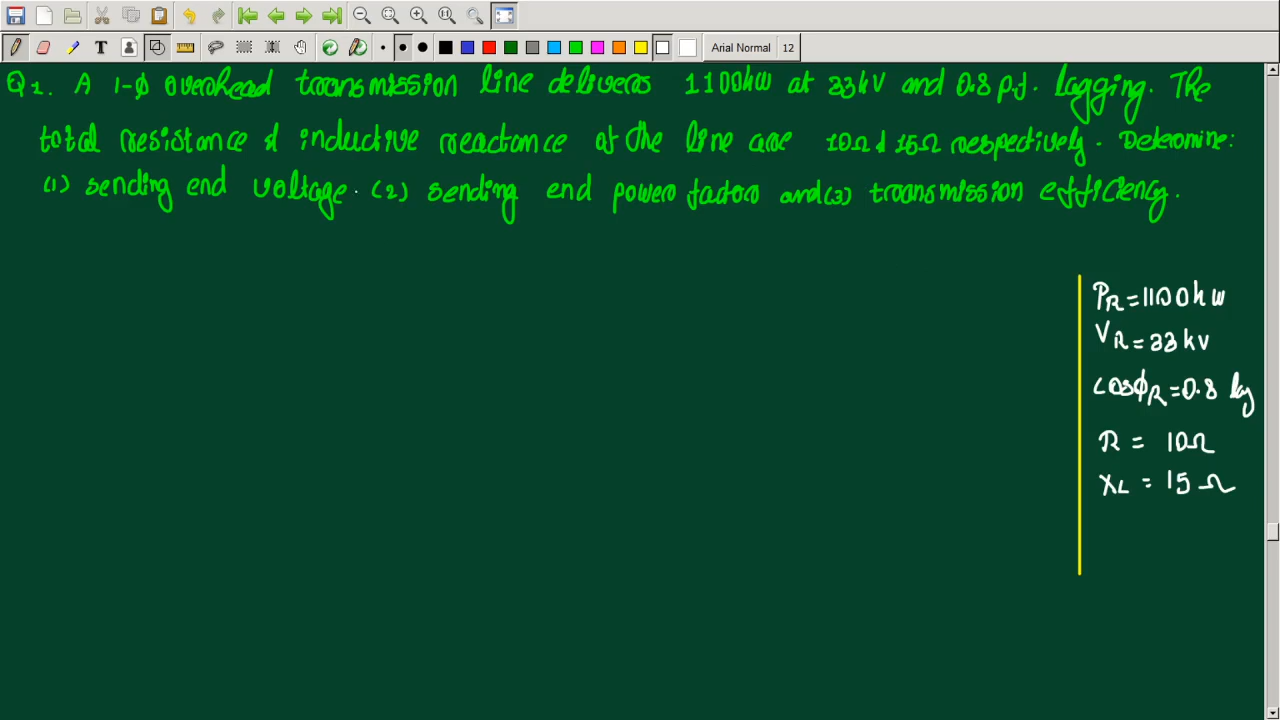 Arial Normal 12
Q1. A 1-φ overhead transmission line delivers 1100kW at 33kV and 0.8 p.f. lagging. The
total resistance & inductive reactance of the line are 10Ω & 15Ω respectively. Determine:
(1) sending end voltage. (2) sending end power factor and (3) transmission efficiency.
PR = 1100kW
VR = 33kV
cosφR = 0.8 lag
R = 10Ω
XL = 15Ω